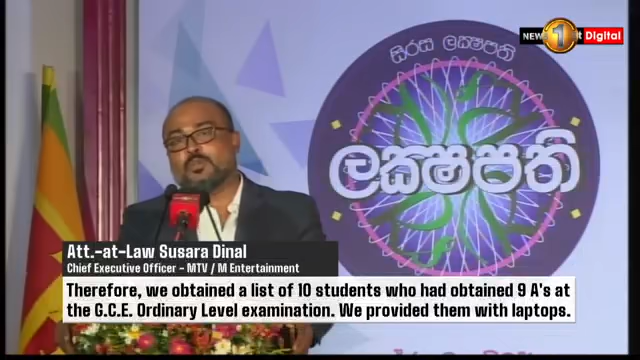 NEW
1st
Digital
සිරස ලක්ෂපති
ලක්ෂපති
Att.-at-Law Susara Dinal
Chief Executive Officer - MTV / M Entertainment
Therefore, we obtained a list of 10 students who had obtained 9 A's at
the G.C.E. Ordinary Level examination. We provided them with laptops.